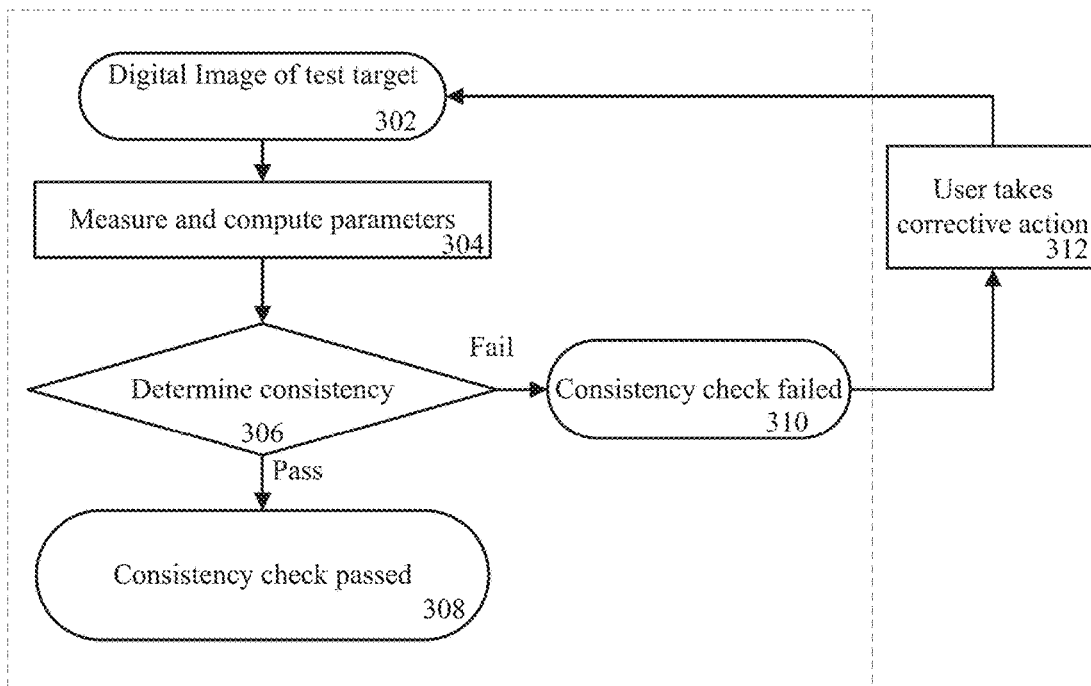 Digital Image of test target
302
Measure and compute parameters
304
Determine consistency
306
Fail
Pass
Consistency check failed
310
Consistency check passed
308
User takes
corrective action
312